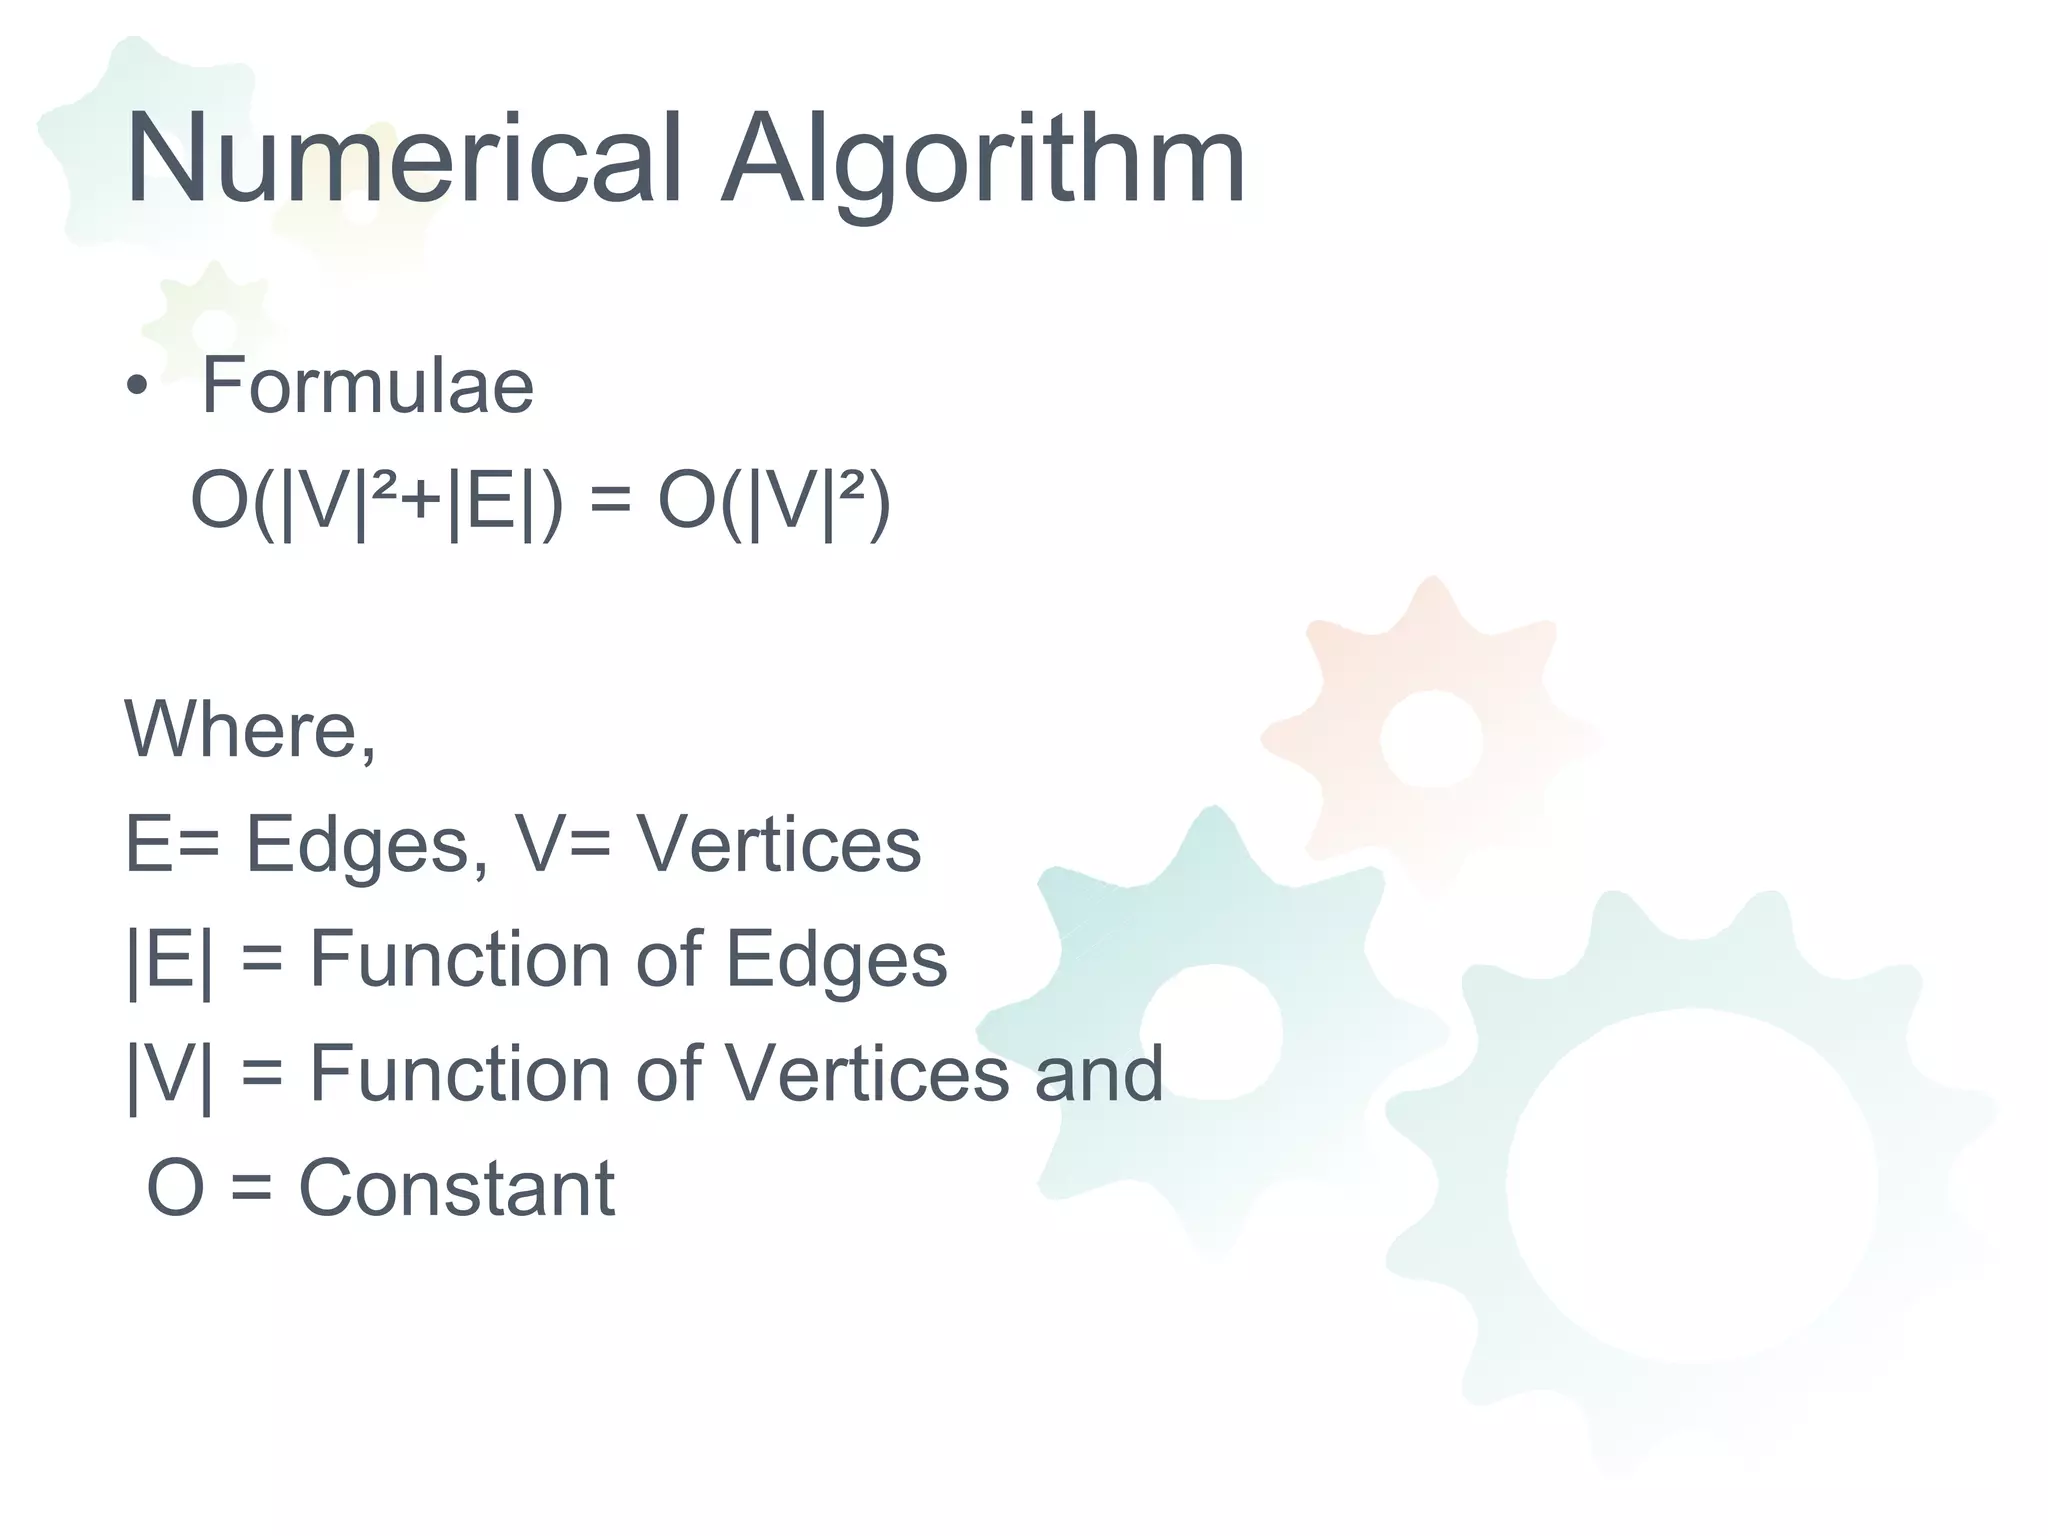 Numerical Algorithm
• Formulae
O(|V|²+|E|) = O(|V|²)
Where,
E= Edges, V= Vertices
|E| = Function of Edges
|V| = Function of Vertices and
O = Constant